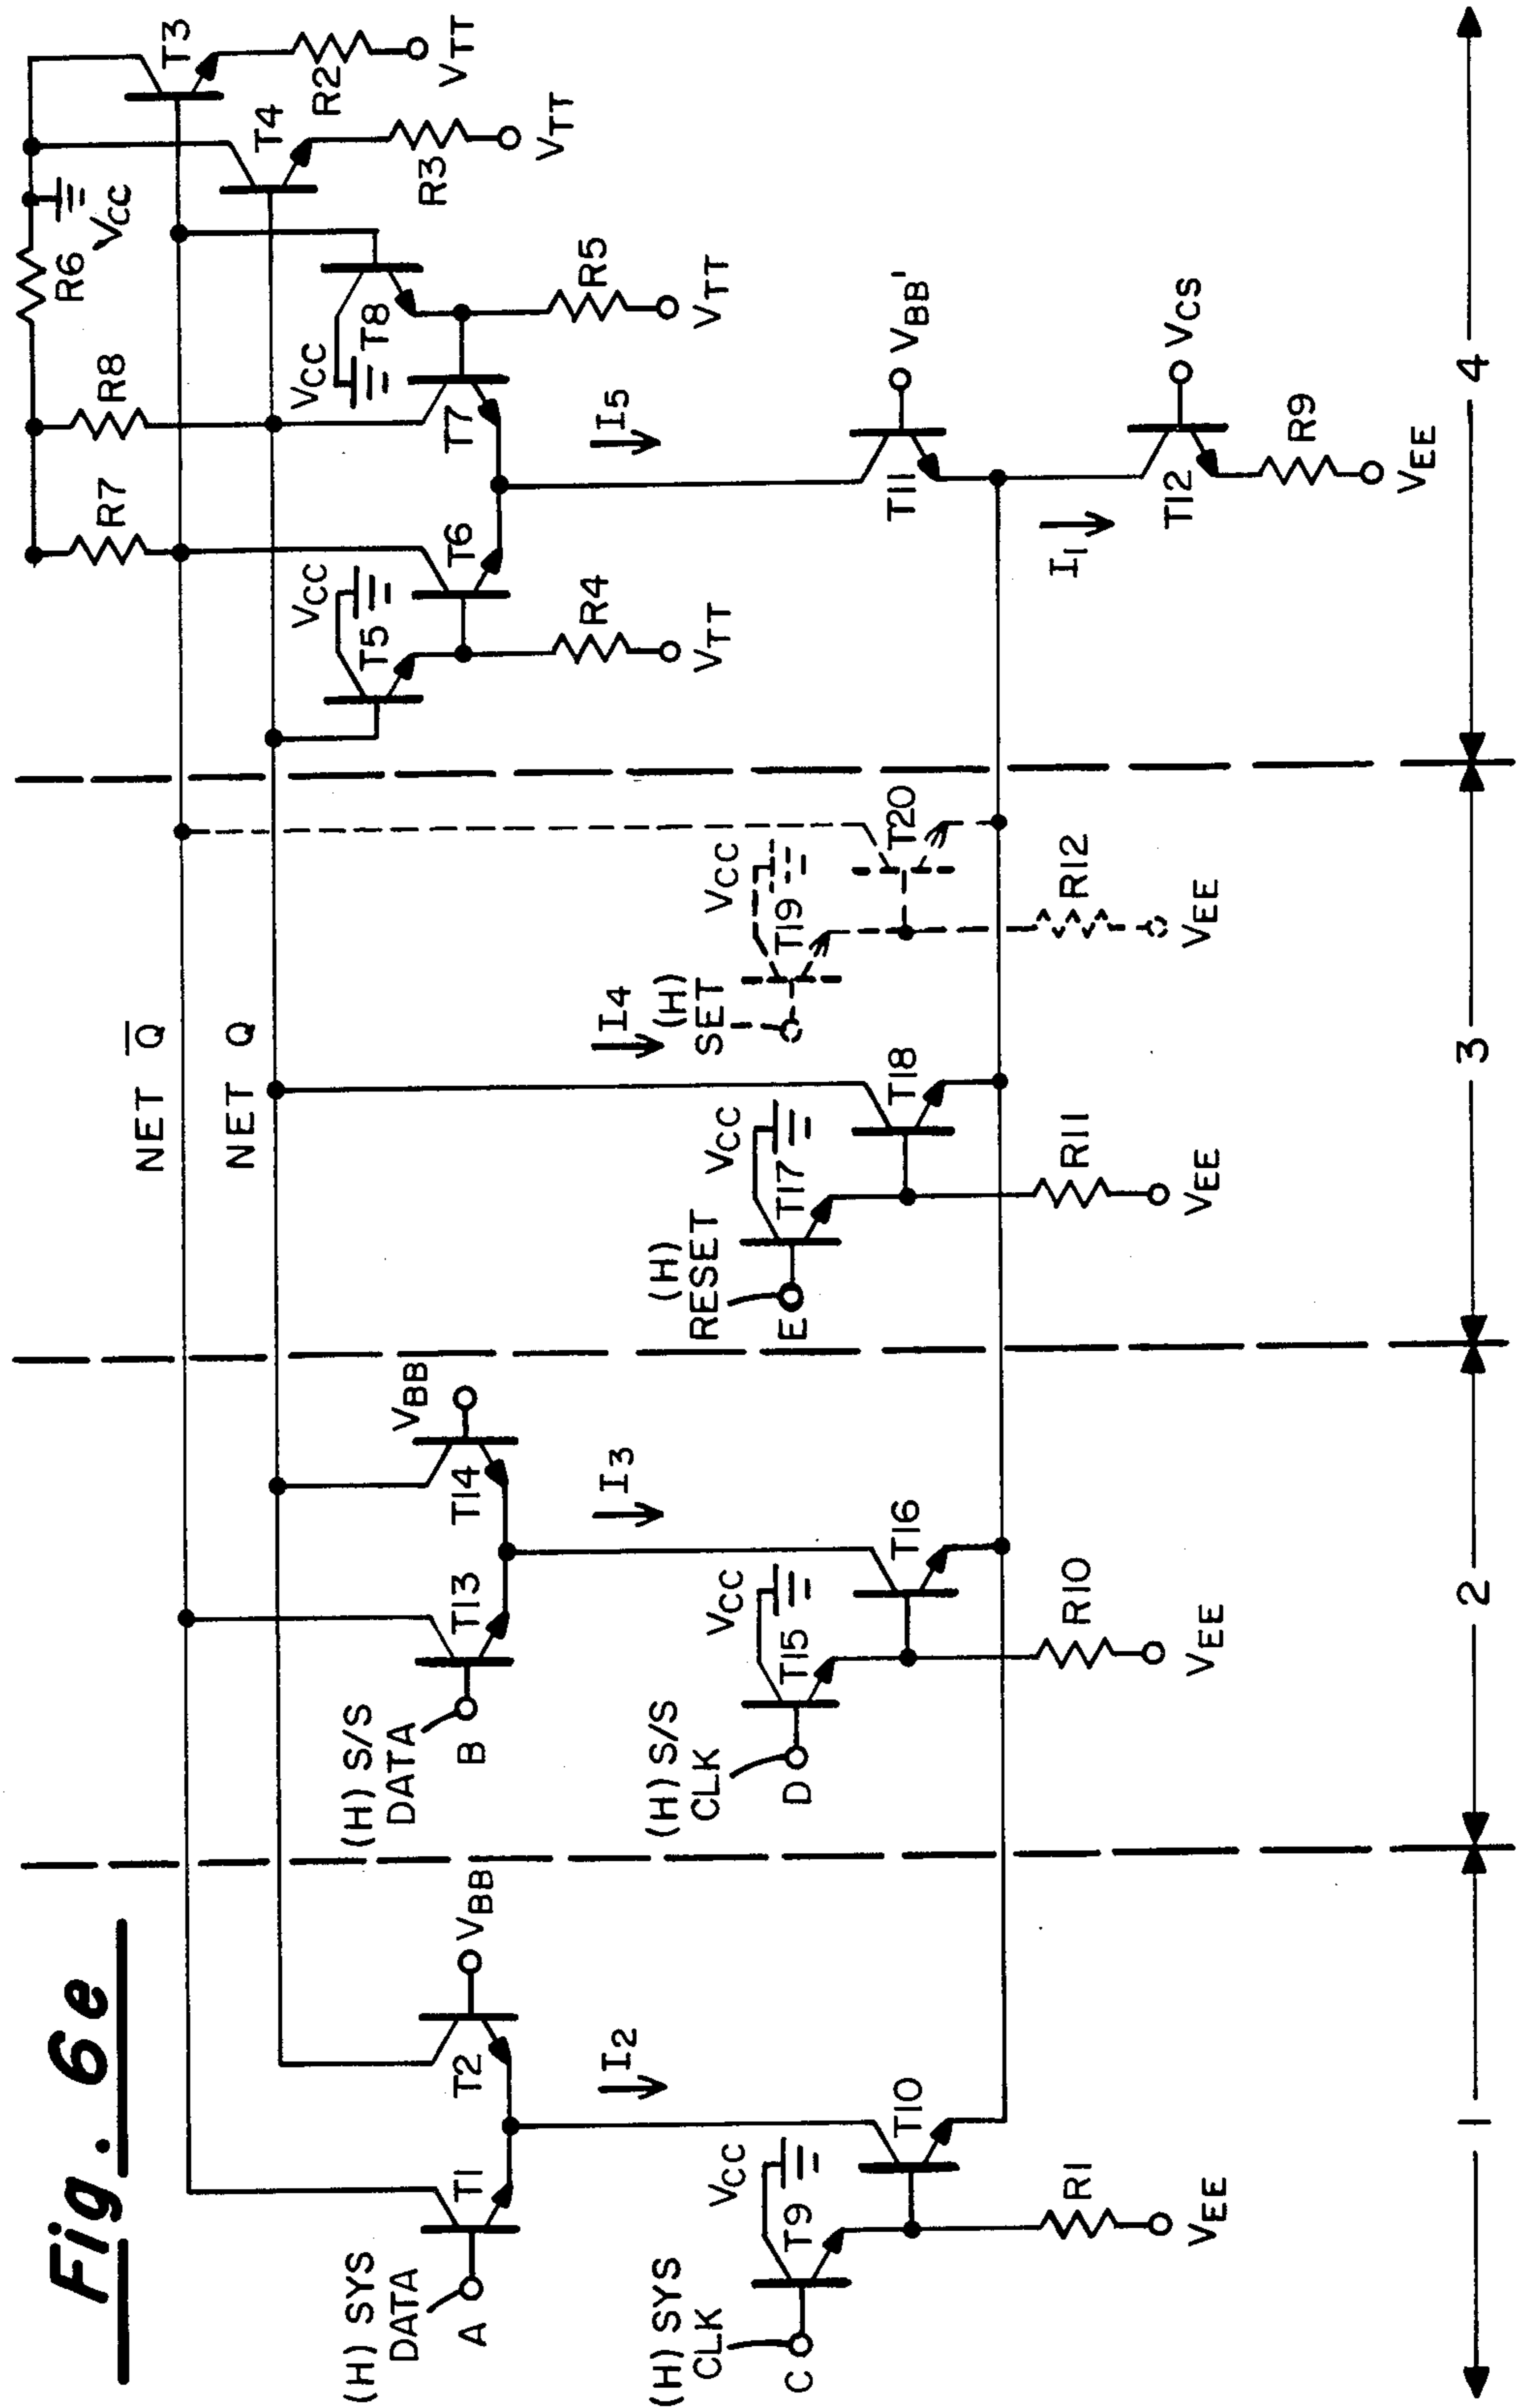 Fig. 6e
NET Q̅
NET Q
R7
R8
R6
VCC
T3
R2
VTT
T4
R3
VTT
(H) SYS
DATA
A
T1
T2
VBB
(H) S/S
DATA
B
T13
T14
VBB
VCC
T5
T6
R4
VTT
VCC
T7
T8
R5
VTT
I2
I3
I4
I5
(H) SYS
CLK
C
T9
VCC
T10
R1
VEE
(H) S/S
CLK
D
T15
VCC
T16
R10
VEE
(H)
RESET
E
T17
VCC
T18
R11
VEE
(H)
SET
T19
VCC
T20
R12
VEE
T11
VBB'
I1
T12
VCS
R9
VEE
1
2
3
4